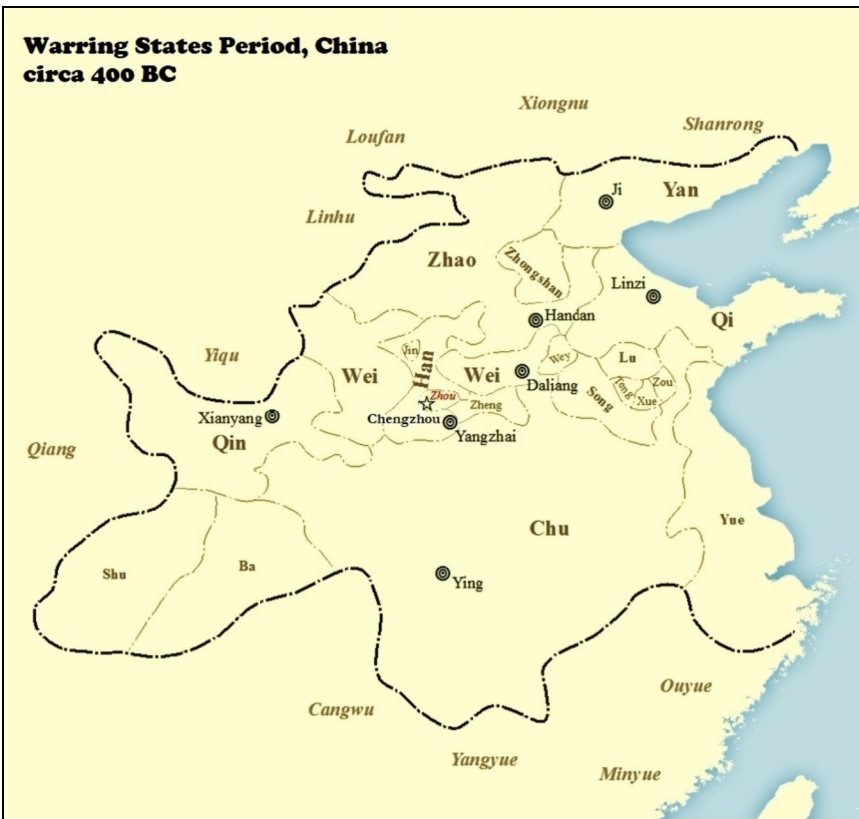 Warring States Period, China
circa 400 BC
Xiongnu
Shanrong
Loufan
Ji
Yan
Linhu
Zhao
Zhongshan
Linzi
Handan
Qi
Yiqu
Jin
Han
Wei
Wei
Wey
Lu
Daliang
Teng
Zou
Xue
Song
Zhou
Zheng
Chengzhou
Yangzhai
Xianyang
Qin
Qiang
Chu
Yue
Shu
Ba
Ying
Ouyue
Cangwu
Yangyue
Minyue